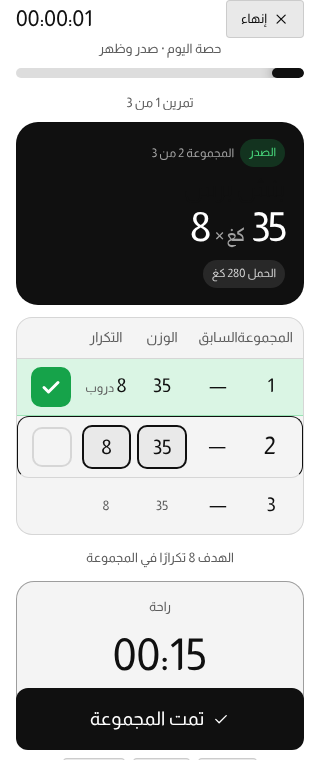 00:00:01
إنهاء
حصة اليوم · صدر وظهر
تمرين 1 من 3
الصدر
المجموعة 2 من 3
35 كغ × 8
الحمل 280 كغ
المجموعة السابق الوزن التكرار
1 — 35 8 دروب
2 — 35 8
3 — 35 8
الهدف 8 تكرارًا في المجموعة
راحة
00:15
تمت المجموعة